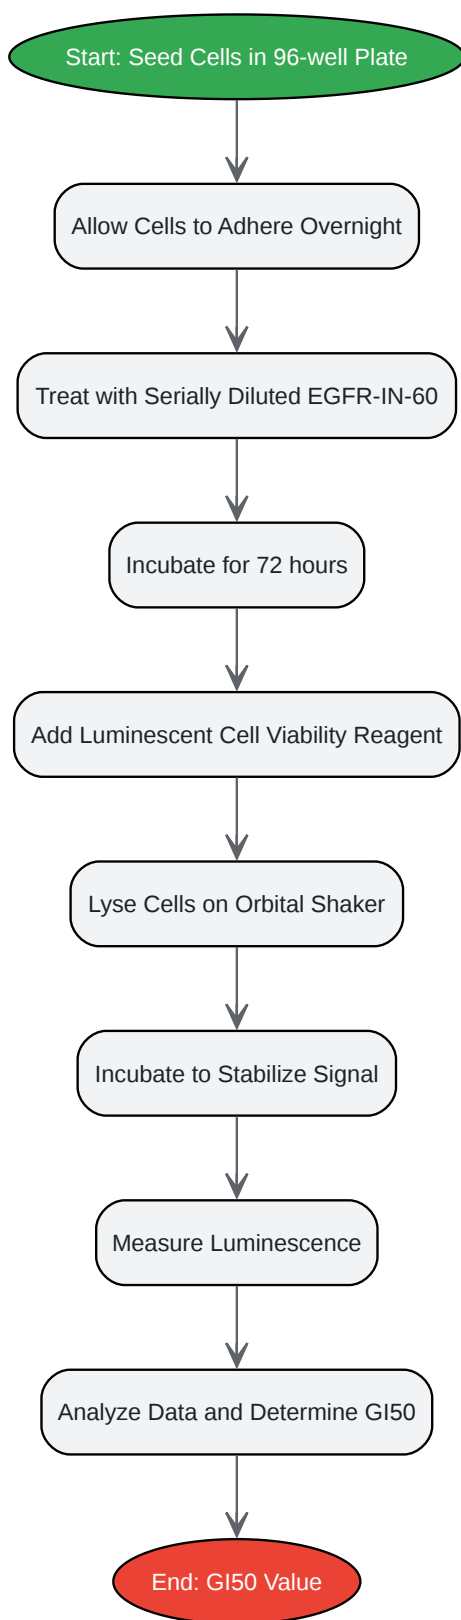 Start: Seed Cells in 96-well Plate
Allow Cells to Adhere Overnight
Treat with Serially Diluted EGFR-IN-60
Incubate for 72 hours
Add Luminescent Cell Viability Reagent
Lyse Cells on Orbital Shaker
Incubate to Stabilize Signal
Measure Luminescence
Analyze Data and Determine GI50
End: GI50 Value